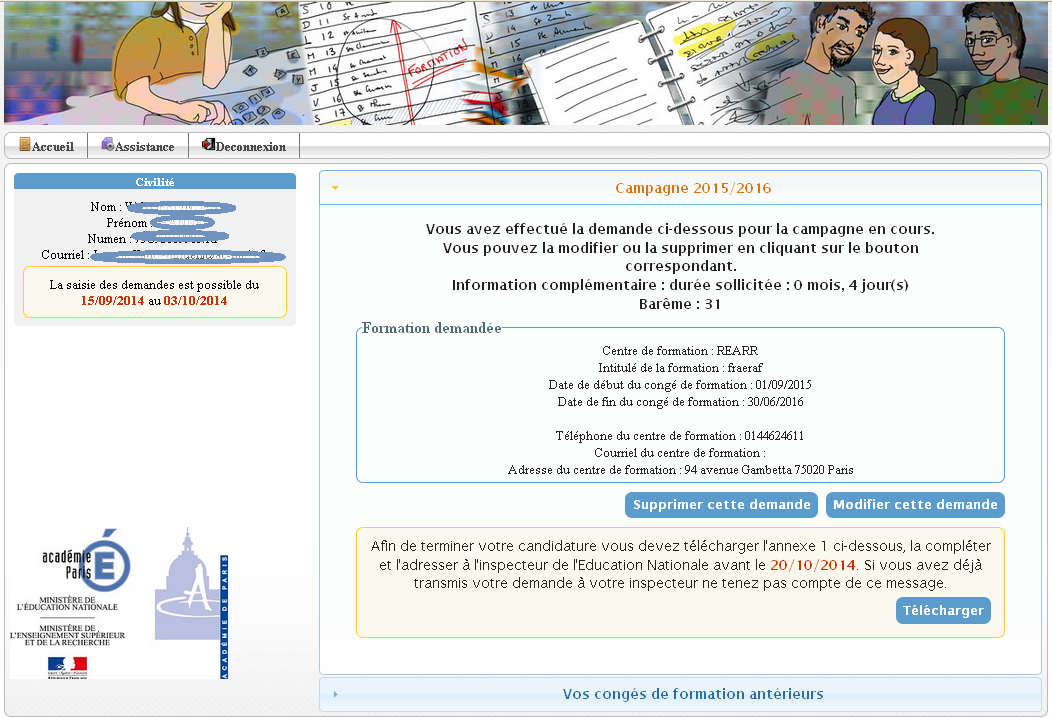 FORMATION
Accueil
Assistance
Deconnexion
Civilité
Nom :
Prénom :
Numen :
Courriel :
La saisie des demandes est possible du
15/09/2014 au 03/10/2014
Campagne 2015/2016
Vous avez effectué la demande ci-dessous pour la campagne en cours.
Vous pouvez la modifier ou la supprimer en cliquant sur le bouton
correspondant.
Information complémentaire : durée sollicitée : 0 mois, 4 jour(s)
Barême : 31
Formation demandée
Centre de formation : REARR
Intitulé de la formation : fraeraf
Date de début du congé de formation : 01/09/2015
Date de fin du congé de formation : 30/06/2016
Téléphone du centre de formation : 0144624611
Courriel du centre de formation :
Adresse du centre de formation : 94 avenue Gambetta 75020 Paris
Supprimer cette demande
Modifier cette demande
Afin de terminer votre candidature vous devez télécharger l'annexe 1 ci-dessous, la compléter
et l'adresser à l'inspecteur de l'Education Nationale avant le 20/10/2014. Si vous avez déjà
transmis votre demande à votre inspecteur ne tenez pas compte de ce message.
Télécharger
Vos congés de formation antérieurs
académie
Paris
MINISTÈRE DE
L'ÉDUCATION NATIONALE
MINISTÈRE DE
L'ENSEIGNEMENT SUPÉRIEUR
ET DE LA RECHERCHE
ACADÉMIE DE PARIS